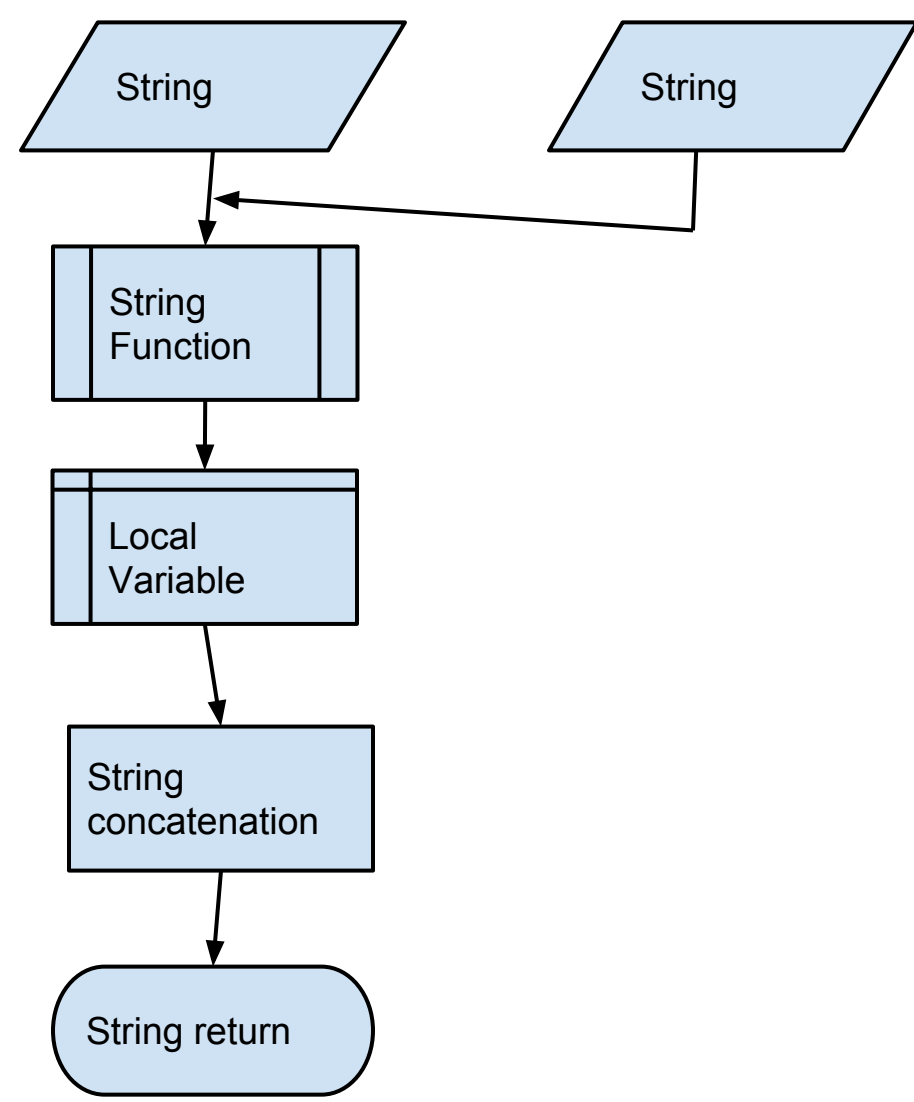 String
String
String
Function
Local
Variable
String
concatenation
String return